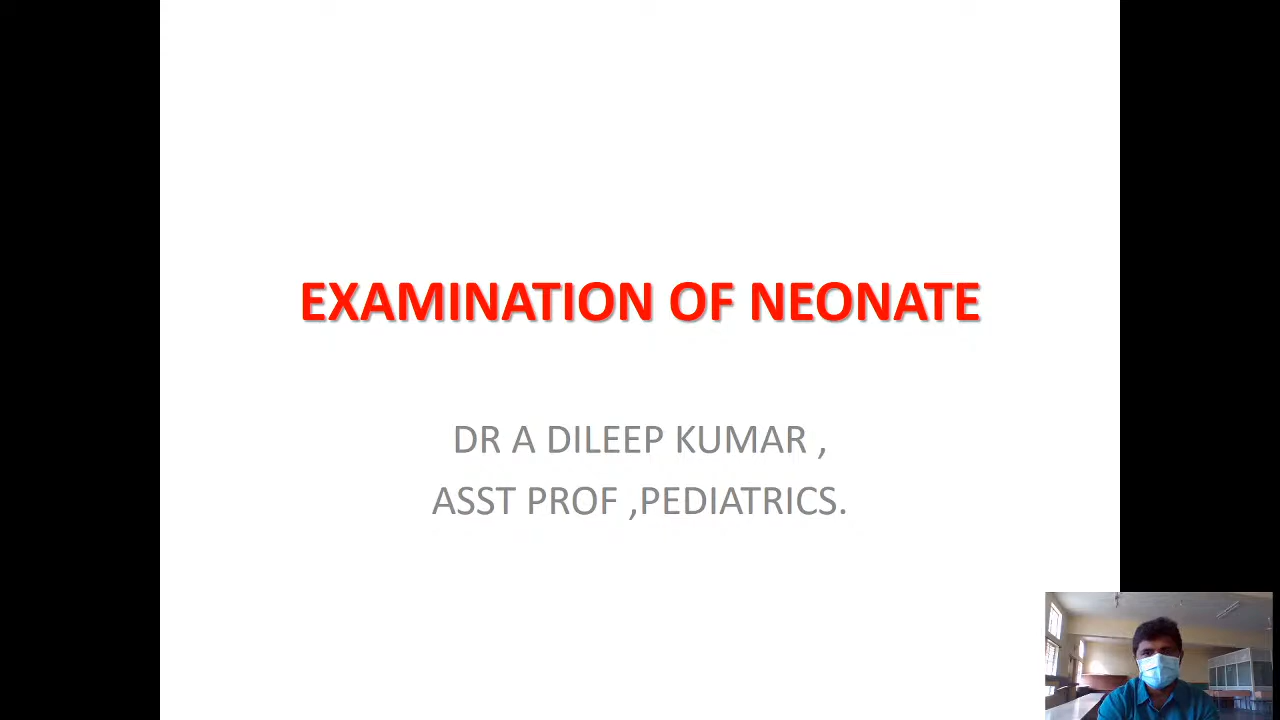 EXAMINATION OF NEONATE
DR A DILEEP KUMAR ,
ASST PROF ,PEDIATRICS.